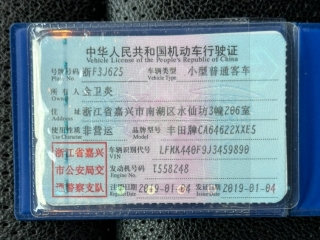 中华人民共和国机动车行驶证
Vehicle License of the People's Republic of China
号牌号码 浙F3J625 车辆类型 小型普通客车
Plate No. Vehicle Type
所有人
Owner
住址 浙江省嘉兴市南湖区水仙坊3幢206室
Address
使用性质 非营运 品牌型号 丰田牌CA64622XXE5
Use Character Model
浙江省嘉兴 车辆识别代号 LFMK440F9J3459890
VIN
市公安局交 发动机号码 I558248
Engine No.
通警察支队 注册日期 2019-01-04 发证日期 2019-01-04
Register Date Issue Date